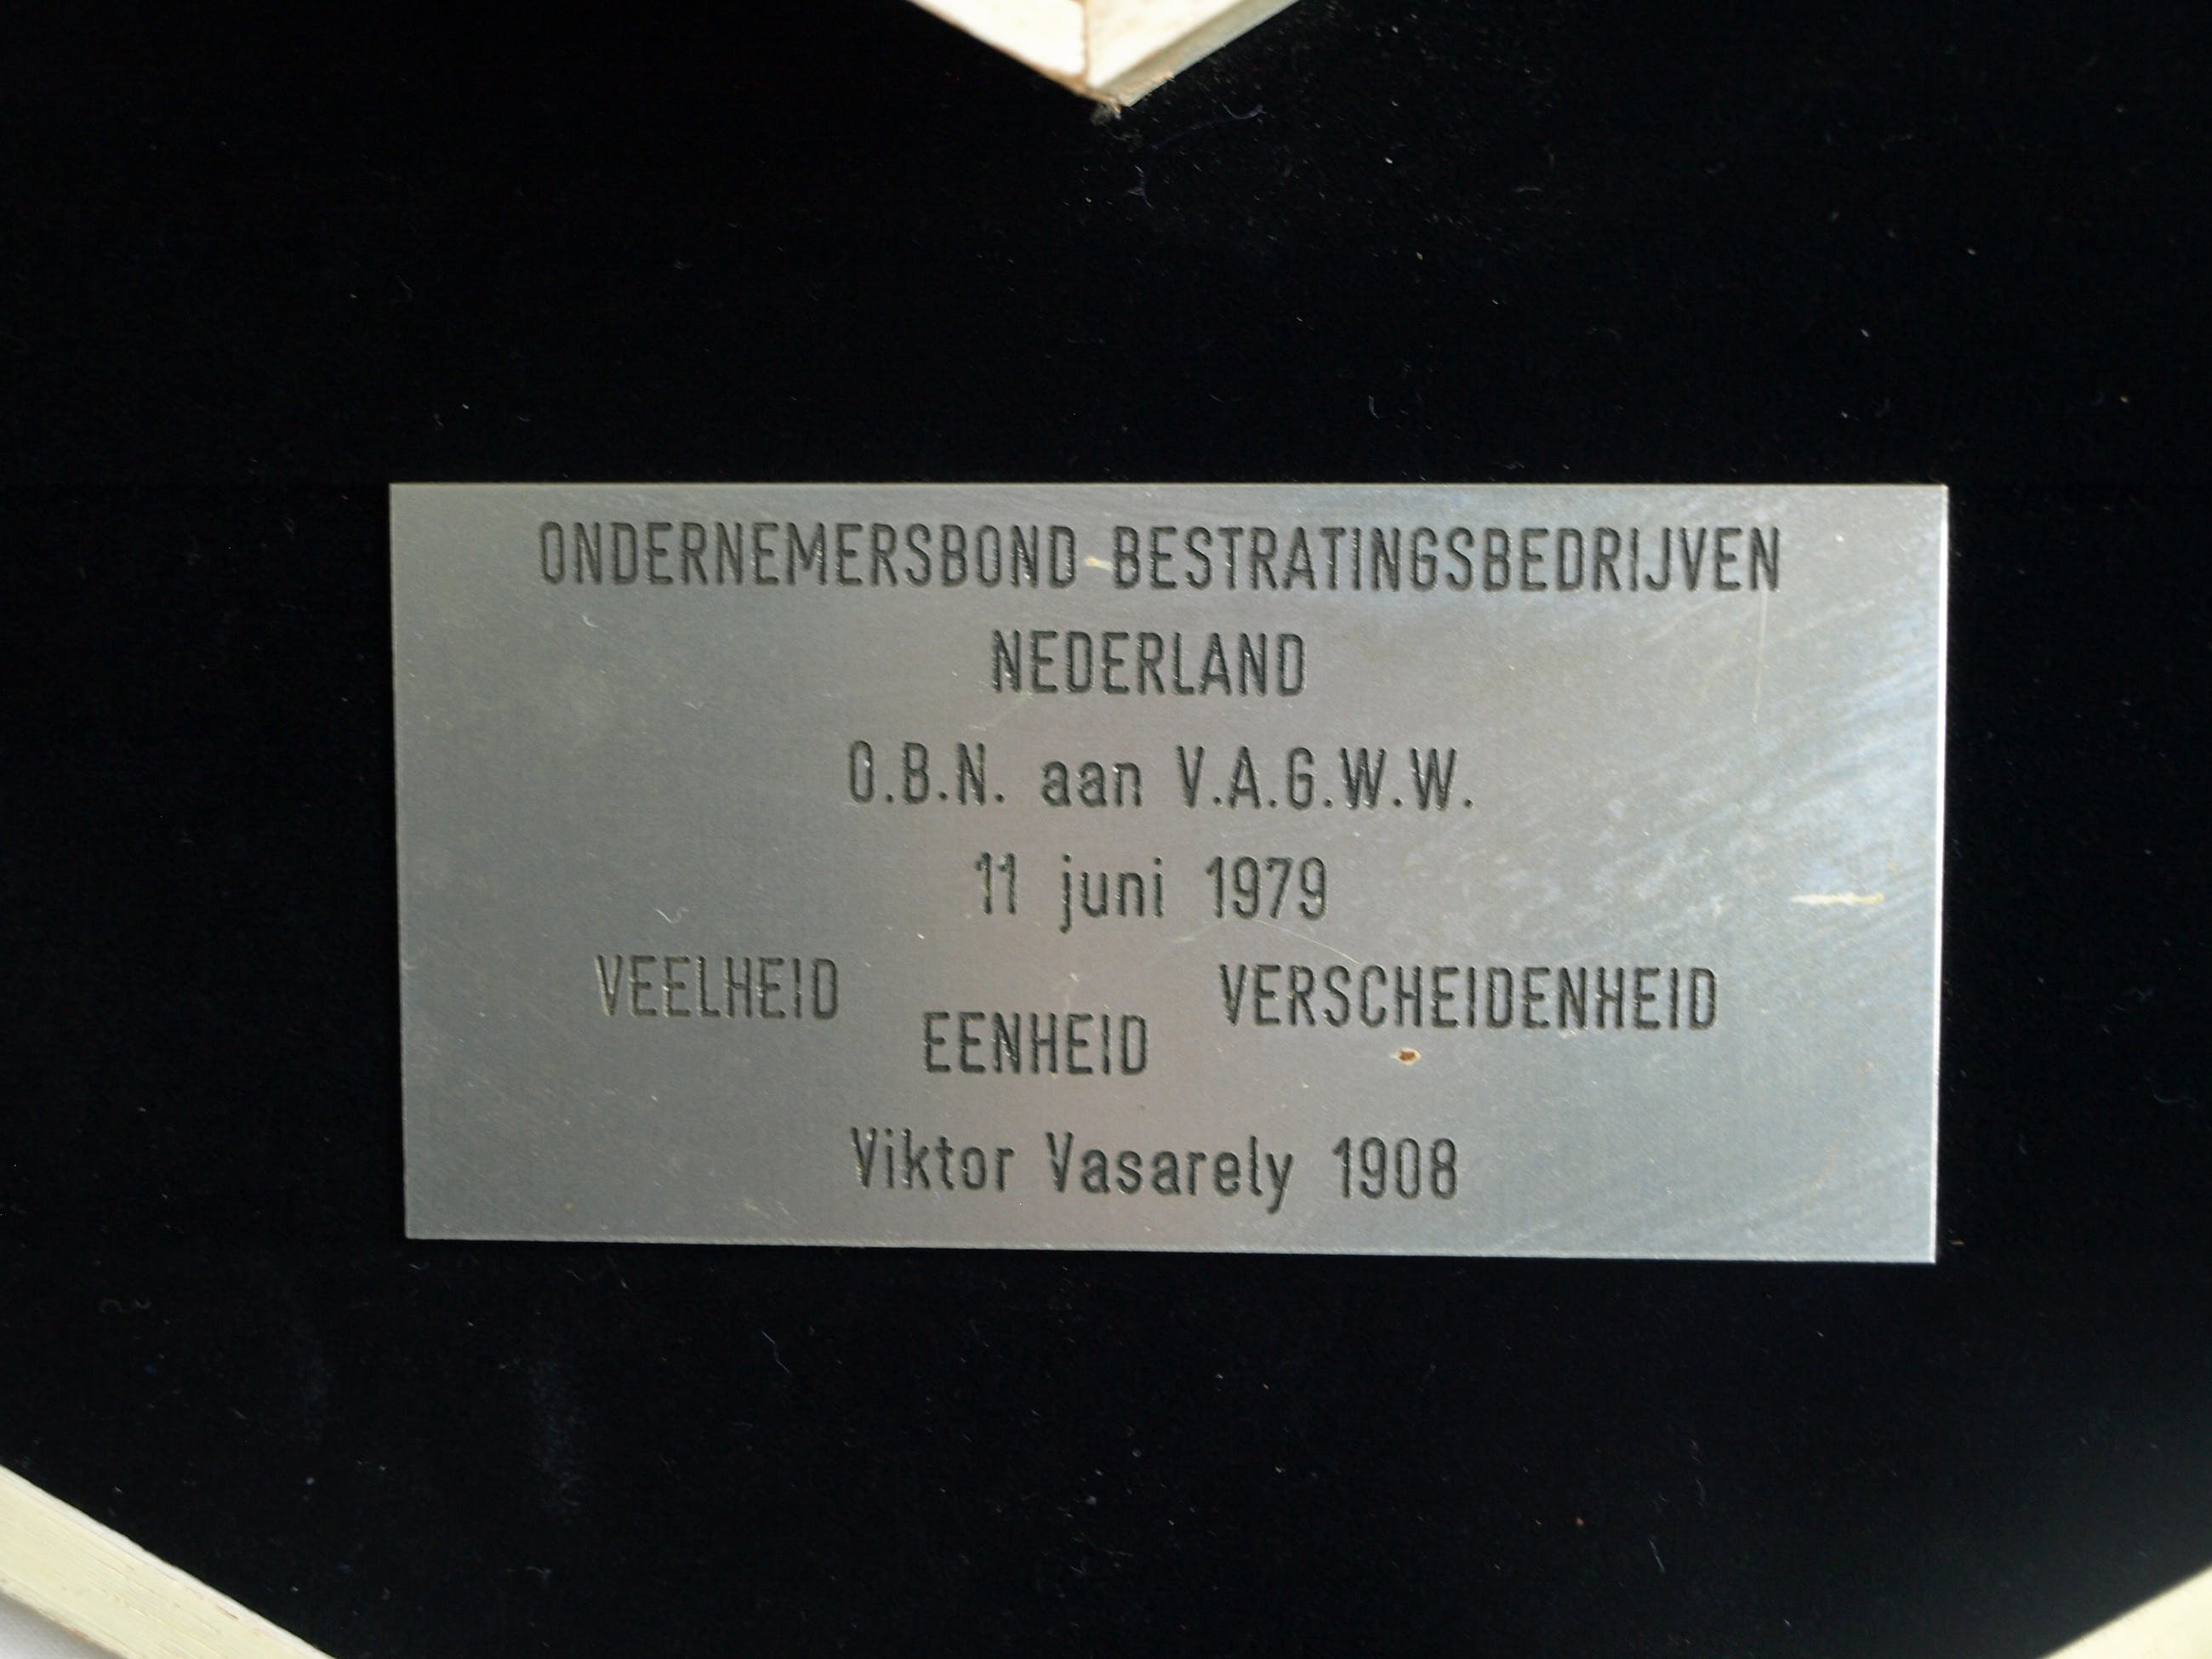 ONDERNEMERSBOND BESTRATINGSBEDRIJVEN
NEDERLAND
O.B.N. aan V.A.G.W.W.
11 juni 1979
VEELHEID EENHEID VERSCHEIDENHEID
Viktor Vasarely 1908